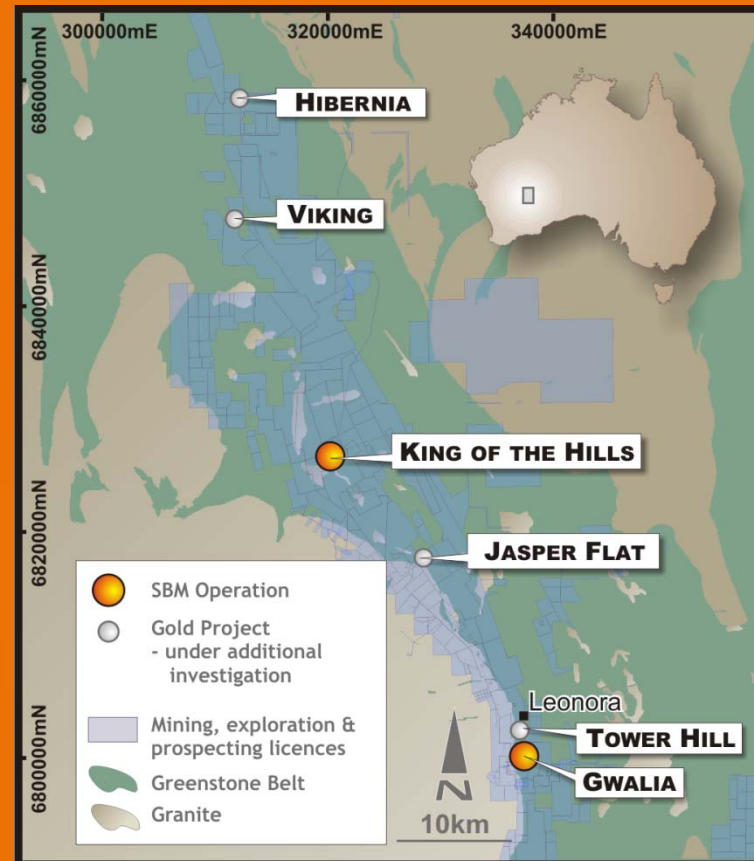 300000mE
320000mE
340000mE
6860000mN
HIBERNIA
VIKING
6840000mN
KING OF THE HILLS
6820000mN
JASPER FLAT
SBM Operation
Gold Project
- under additional
investigation
Mining, exploration &
prospecting licences
Greenstone Belt
Granite
Leonora
TOWER HILL
6800000mN
GWALIA
N
10km